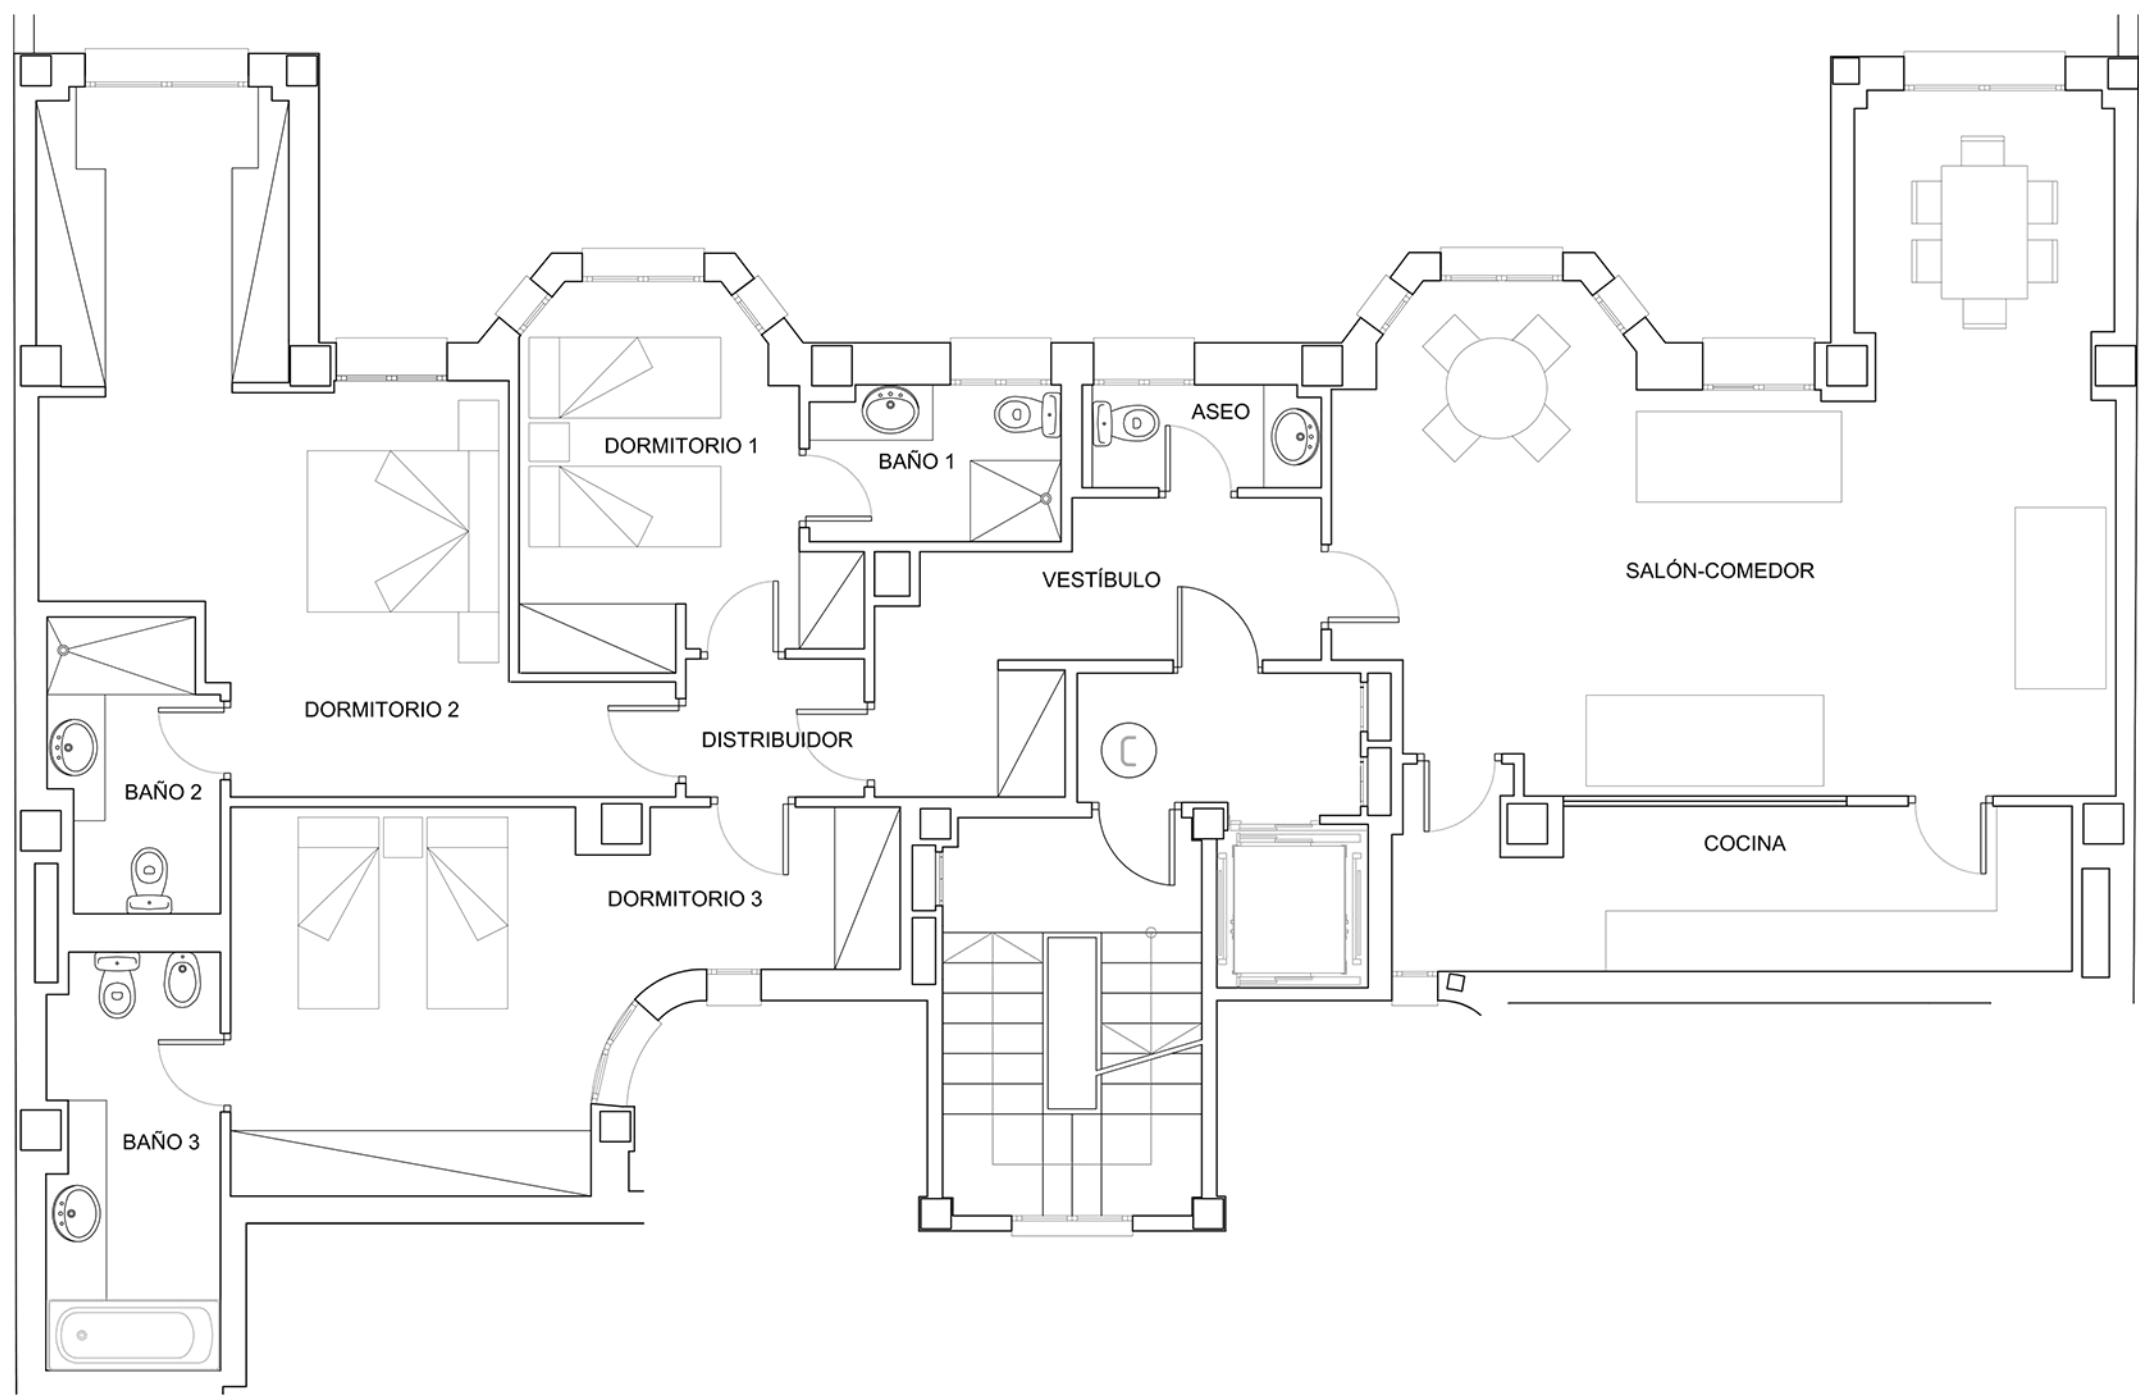 ASEO
DORMITORIO 1
BAÑO 1
VESTÍBULO
SALÓN-COMEDOR
DORMITORIO 2
DISTRIBUIDOR
C
BAÑO 2
COCINA
DORMITORIO 3
BAÑO 3